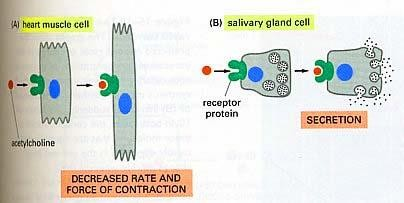 (A) heart muscle cell
acetylcholine
DECREASED RATE AND
FORCE OF CONTRACTION
(B) salivary gland cell
receptor
protein
SECRETION